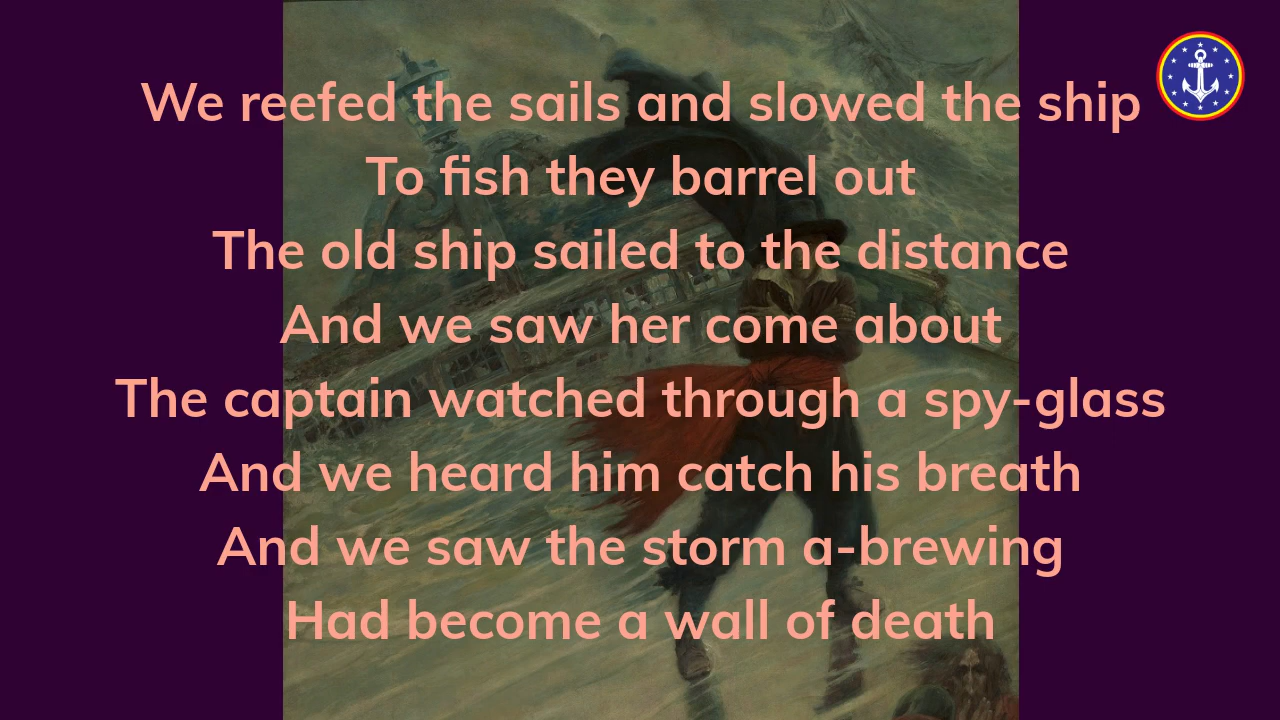 We reefed the sails and slowed the ship
To fish they barrel out
The old ship sailed to the distance
And we saw her come about
The captain watched through a spy-glass
And we heard him catch his breath
And we saw the storm a-brewing
Had become a wall of death